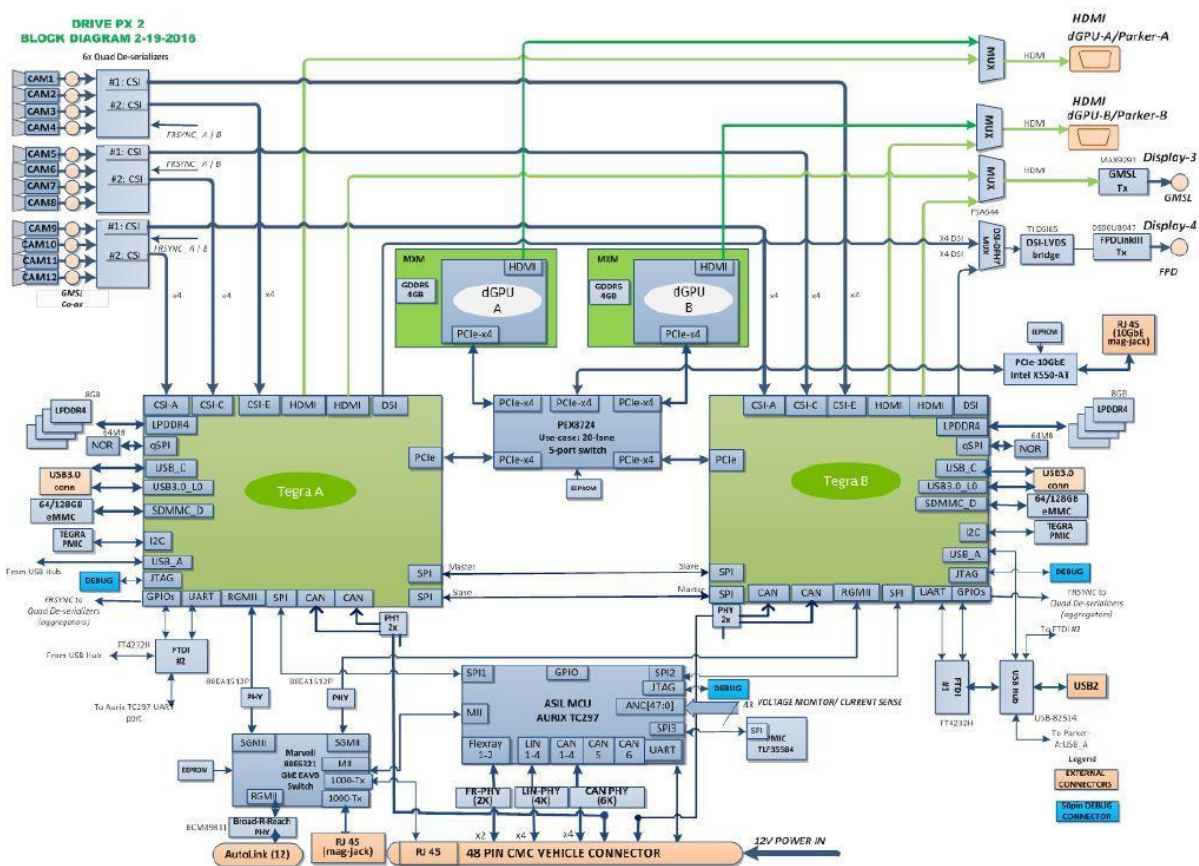 DRIVE PX 2
BLOCK DIAGRAM 2-19-2016
6x Quad De-serializers
CAM1
CAM2
CAM3
CAM4
#1: CSI
#2: CSI
FRSYNC_ A | B
CAM5
CAM6
CAM7
CAM8
#1: CSI
#2: CSI
FRSYNC_ A | B
CAM9
CAM10
CAM11
CAM12
#1: CSI
#2: CSI
FRSYNC_ A | B
GMSL
Co-ax
x4
x4
x4
MUX
HDMI
HDMI
dGPU-A/Parker-A
MUX
HDMI
HDMI
dGPU-B/Parker-B
MUX
HDMI
MAX9291
GMSL
Tx
Display-3
GMSL
FSA644
X4 DSI
X4 DSI
DSI-DPHY
MUX
TI DSI85
DSI-LVDS
bridge
DS90UB947
FPDLinkIII
Tx
Display-4
FPD
MXM
GDDR5
4GB
HDMI
dGPU
A
PCIe-x4
MXM
GDDR5
4GB
HDMI
dGPU
B
PCIe-x4
x4
x4
x4
EEPROM
PCIe-10GbE
Intel X550-AT
RJ 45
(10GbE
mag-jack)
PCIe-x4
PCIe-x4
PCIe-x4
PEX8724
Use-case: 20-lane
5-port switch
PCIe-x4
PCIe-x4
EEPROM
8GB
LPDDR4
64MB
NOR
USB3.0
conn
64/128GB
eMMC
TEGRA
PMIC
From USB Hub
DEBUG
FRSYNC to
Quad De-serializers
(aggregators)
CSI-A
CSI-C
CSI-E
HDMI
HDMI
DSI
LPDDR4
qSPI
USB_C
USB3.0_L0
SDMMC_D
I2C
USB_A
JTAG
GPIOs
UART
RGMII
SPI
CAN
CAN
SPI
SPI
PCIe
Tegra A
Master
Slave
Slave
Master
CSI-A
CSI-C
CSI-E
HDMI
HDMI
DSI
LPDDR4
qSPI
USB_C
USB3.0_L0
SDMMC_D
I2C
USB_A
JTAG
PCIe
Tegra B
SPI
SPI
CAN
CAN
RGMII
SPI
UART
GPIOs
8GB
LPDDR4
64MB
NOR
USB3.0
conn
64/128GB
eMMC
TEGRA
PMIC
DEBUG
FRSYNC to
Quad De-serializers
(aggregators)
PHY
2x
PHY
2x
FT4232H
From USB Hub
FTDI
#2
To Aurix TC297 UART
port
88EA1512P
PHY
88EA1512P
PHY
SPI1
GPIO
SPI2
JTAG
DEBUG
ASIL MCU
AURIX TC297
MII
ANC[47:0]
48
VOLTAGE MONITOR/ CURRENT SENSE
SPI3
SPI
PMIC
TLF35584
Flexray
1-2
LIN
1-4
CAN
1-4
CAN
5
CAN
6
UART
FTDI
#1
FT4232H
To FTDI #2
USB Hub
USB2
USB-82514
To Parker-
A:USB_A
EEPROM
SGMII
SGMII
Marvell
GbE EAVB
Switch
MII
1000-Tx
1000-Tx
RGMII
BCM89811
Broad-R-Reach
PHY
AutoLink (12)
RJ 45
(mag-jack)
FR-PHY
(2X)
LIN-PHY
(4X)
CAN PHY
(6X)
x2
x4
x4
RJ 45
48 PIN CMC VEHICLE CONNECTOR
12V POWER IN
Legend
EXTERNAL
CONNECTORS
50pin DEBUG
CONNECTOR